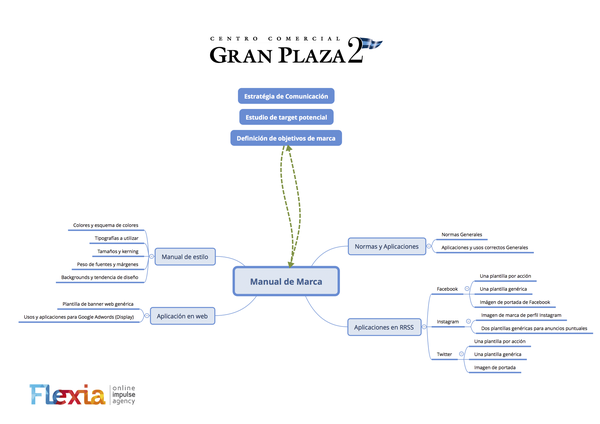 CENTRO COMERCIAL
GRAN PLAZA 2
Estratégia de Comunicación
Estudio de target potencial
Definición de objetivos de marca
Manual de Marca
Manual de estilo
Colores y esquema de colores
Tipografías a utilizar
Tamaños y kerning
Peso de fuentes y márgenes
Backgrounds y tendencia de diseño
Aplicación en web
Plantilla de banner web genérica
Usos y aplicaciones para Google Adwords (Display)
Normas y Aplicaciones
Normas Generales
Aplicaciones y usos correctos Generales
Aplicaciones en RRSS
Facebook
Una plantilla por acción
Una plantilla genérica
Imágen de portada de Facebook
Instagram
Imagen de marca de perfil Instagram
Dos plantillas genéricas para anuncios puntuales
Twitter
Una plantilla por acción
Una plantilla genérica
Imagen de portada
Flexia
online
impulse
agency